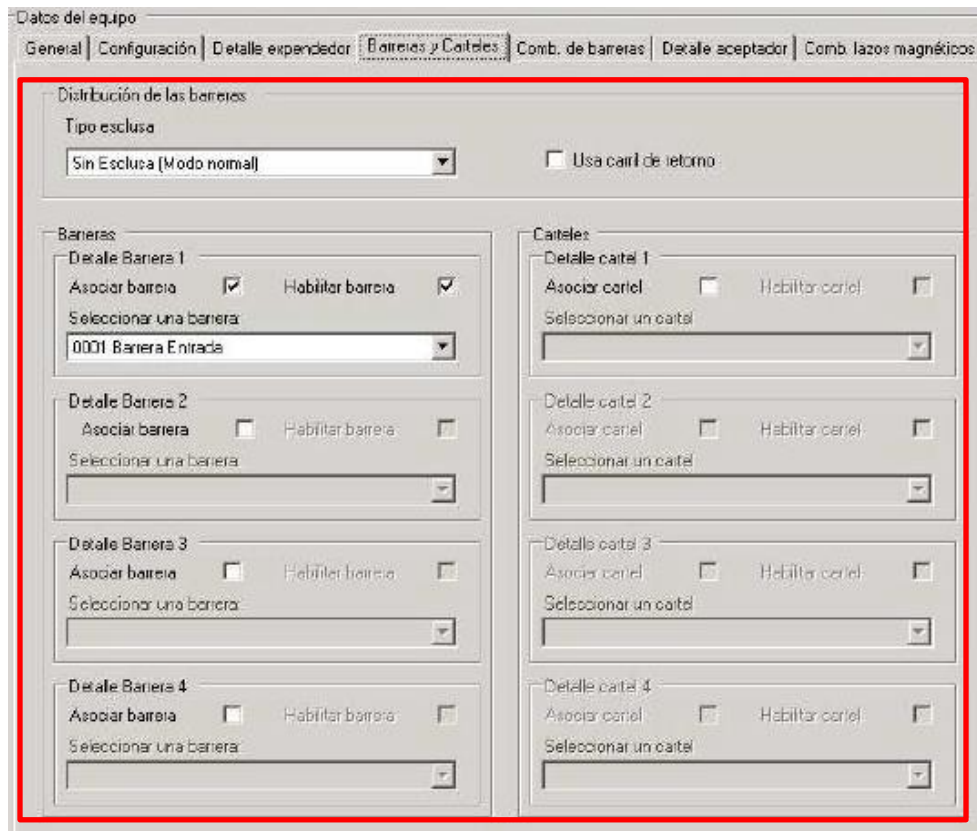 Datos del equipo
General Configuración Detalle expendedor Barreras y Carteles Comb. de barreras Detalle aceptador Comb. lazos magnéticos
Distribución de las barreras
Tipo esclusa
Sin Esclusa (Modo normal) Usa carril de retorno
Barreras
Detalle Barrera 1
Asociar barrera Habilitar barrera
Seleccionar una barrera:
0001 Barrera Entrada
Detalle Barrera 2
Asociar barrera Habilitar barrera
Seleccionar una barrera:
Detalle Barrera 3
Asociar barrera Habilitar barrera
Seleccionar una barrera:
Detalle Barrera 4
Asociar barrera Habilitar barrera
Seleccionar una barrera:
Carteles
Detalle cartel 1
Asociar cartel Habilitar cartel
Seleccionar un cartel
Detalle cartel 2
Asociar cartel Habilitar cartel
Seleccionar un cartel
Detalle cartel 3
Asociar cartel Habilitar cartel
Seleccionar un cartel
Detalle cartel 4
Asociar cartel Habilitar cartel
Seleccionar un cartel